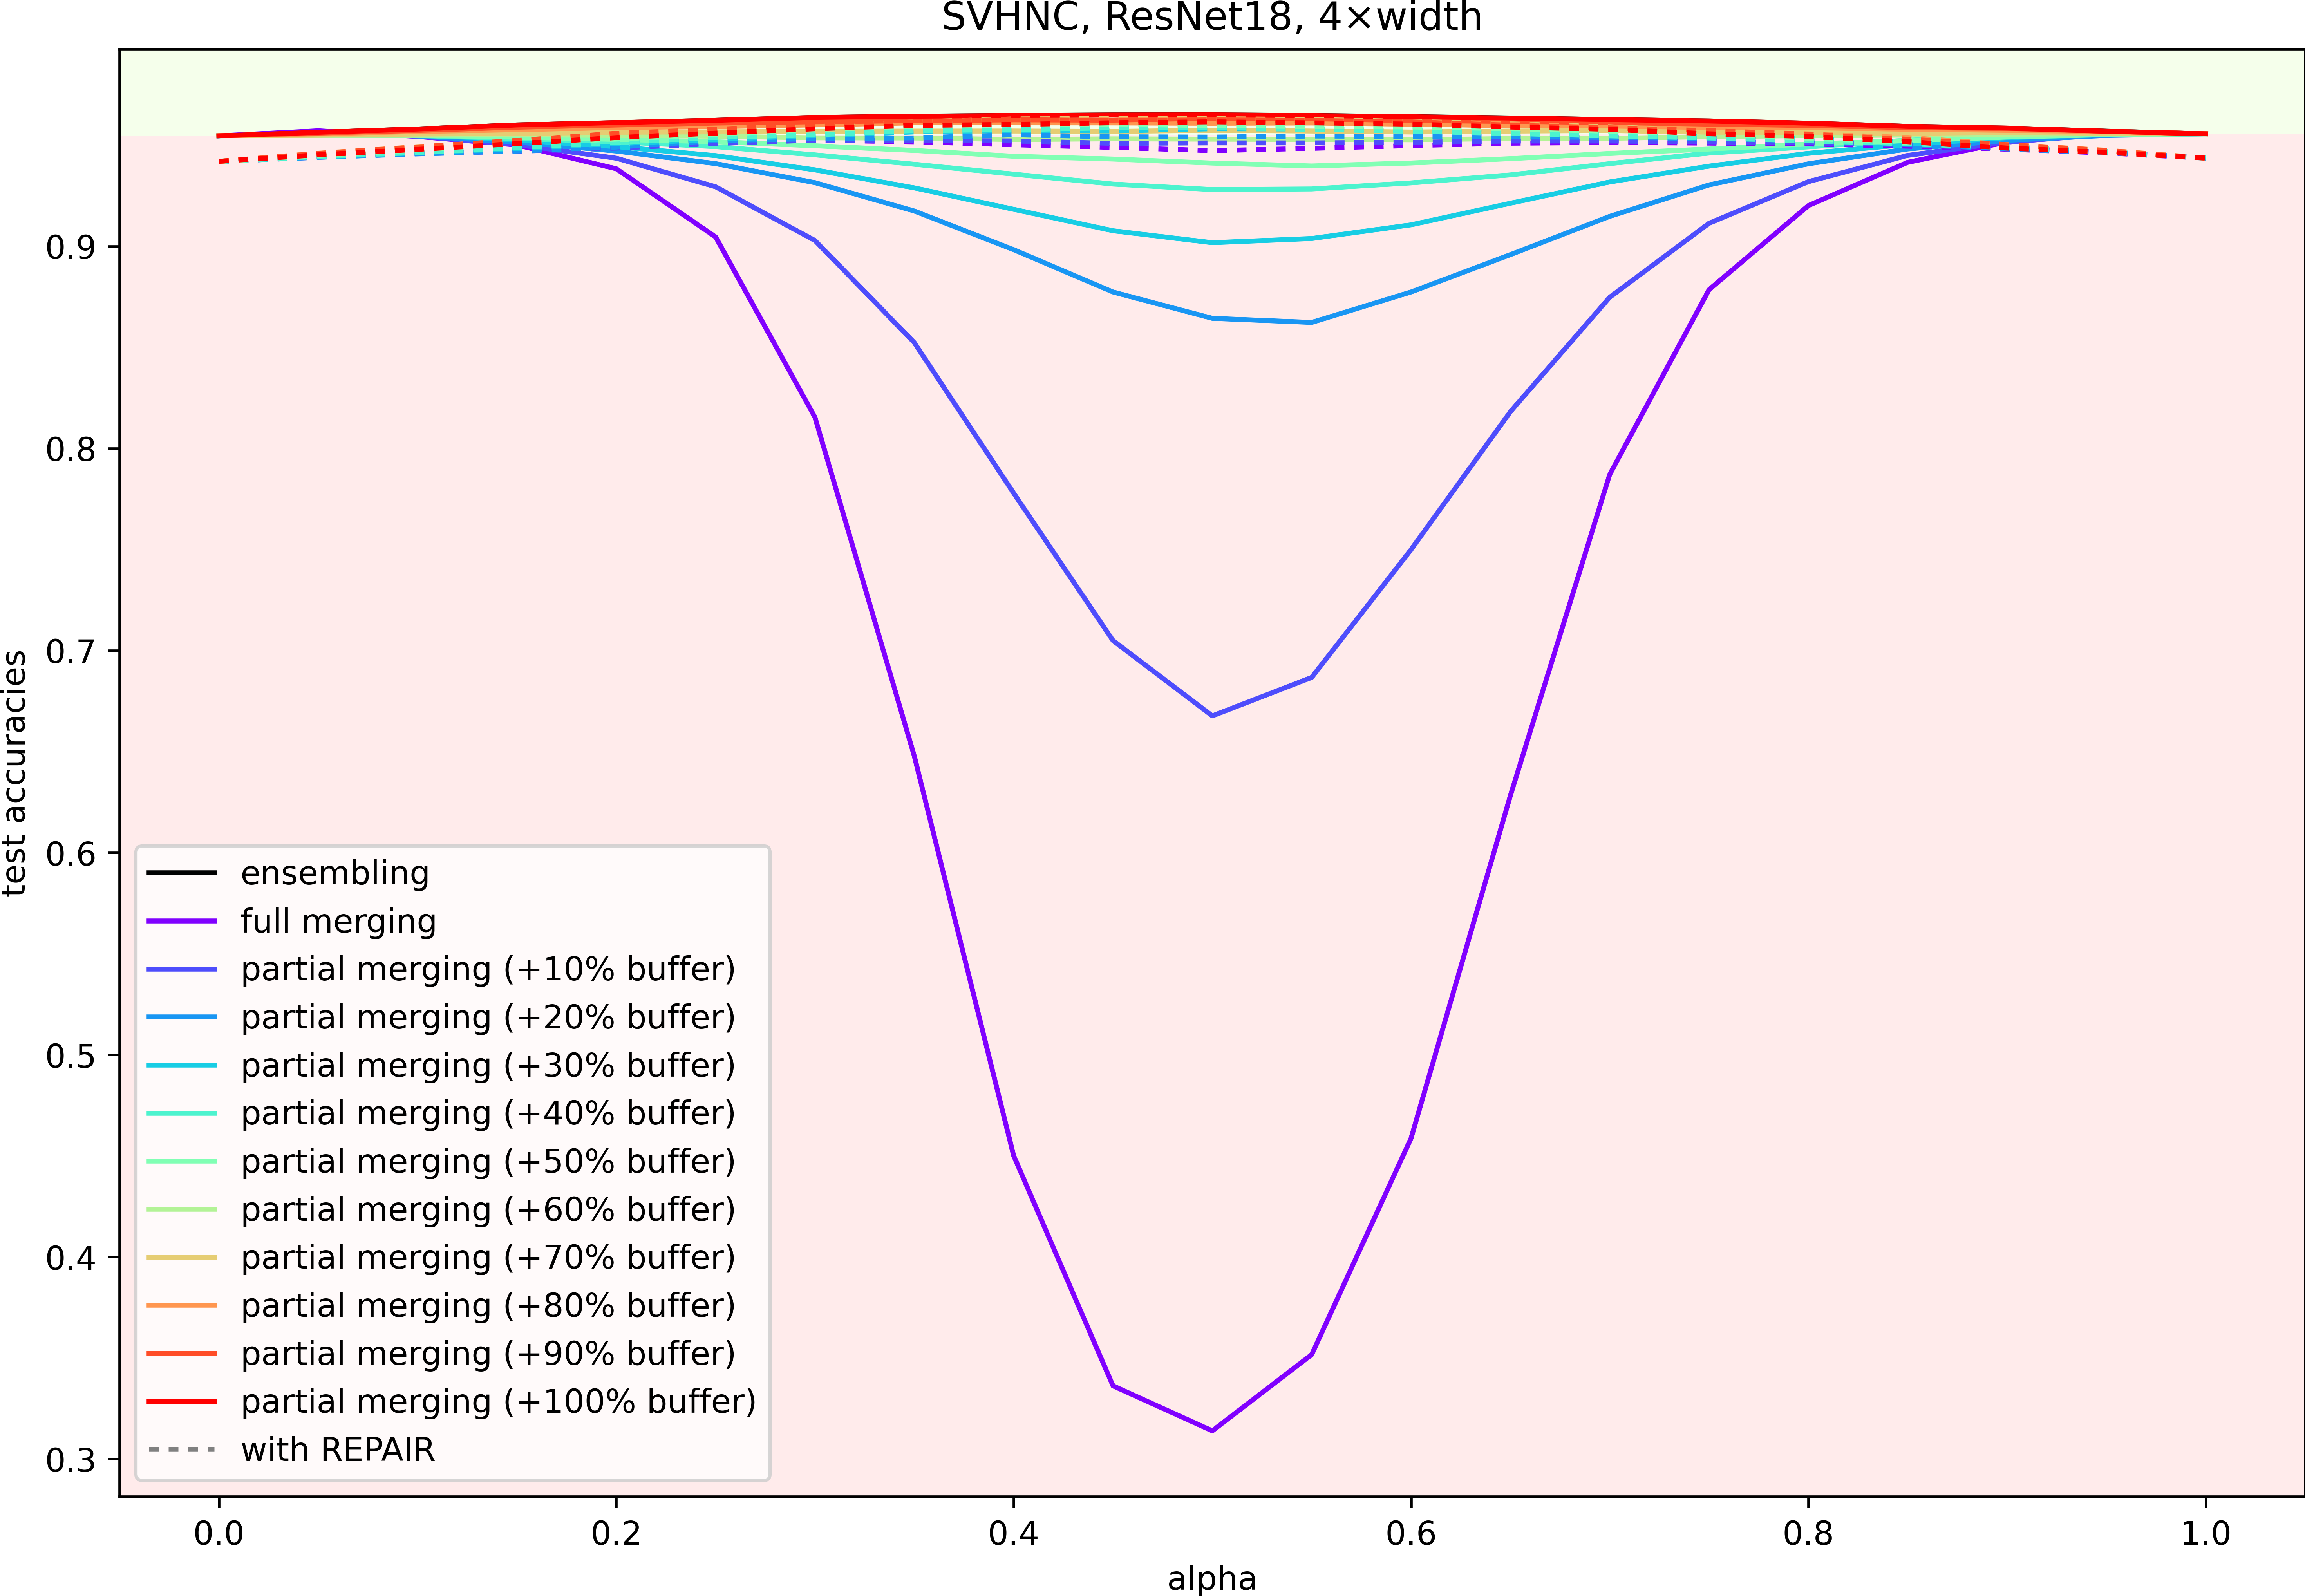 SVHNC, ResNet18, 4×width
test accuracies
0.9
0.8
0.7
0.6
0.5
0.4
0.3
ensembling
full merging
partial merging (+10% buffer)
partial merging (+20% buffer)
partial merging (+30% buffer)
partial merging (+40% buffer)
partial merging (+50% buffer)
partial merging (+60% buffer)
partial merging (+70% buffer)
partial merging (+80% buffer)
partial merging (+90% buffer)
partial merging (+100% buffer)
with REPAIR
0.0 0.2 0.4 0.6 0.8 1.0
alpha